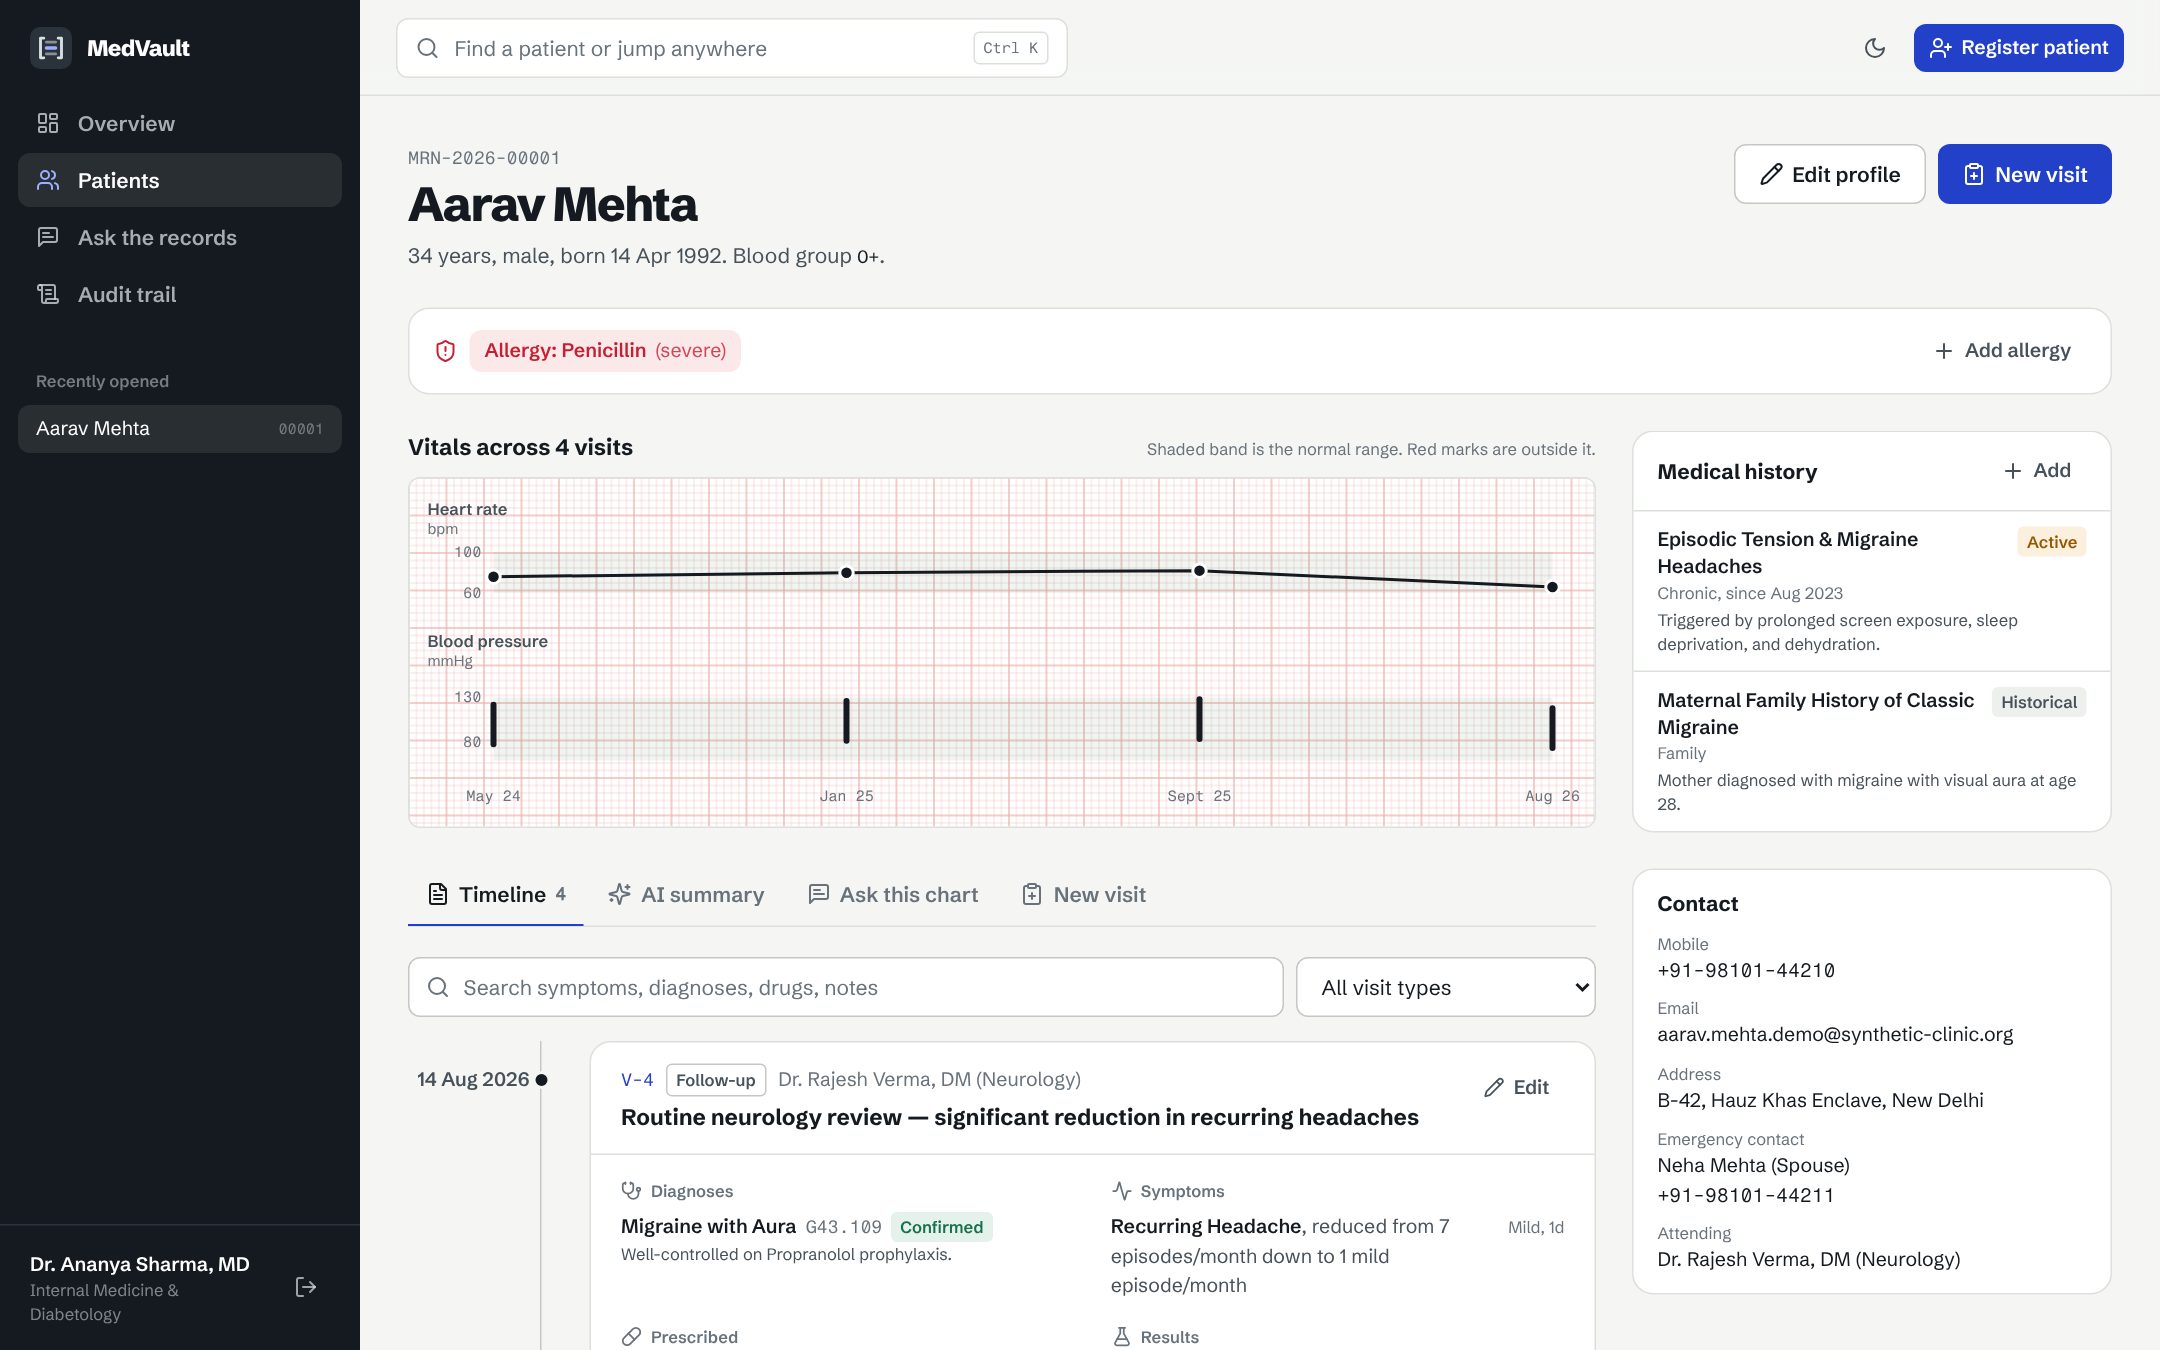 MedVault
Overview
Patients
Ask the records
Audit trail
Recently opened
Aarav Mehta 00001
Dr. Ananya Sharma, MD
Internal Medicine &
Diabetology
Find a patient or jump anywhere Ctrl K
Register patient
MRN-2026-00001
Aarav Mehta
34 years, male, born 14 Apr 1992. Blood group O+.
Edit profile
New visit
Allergy: Penicillin (severe)
Add allergy
Vitals across 4 visits
Shaded band is the normal range. Red marks are outside it.
Heart rate
bpm
100
60
Blood pressure
mmHg
130
80
May 24 Jan 25 Sept 25 Aug 26
Timeline 4 AI summary Ask this chart New visit
Search symptoms, diagnoses, drugs, notes
All visit types
14 Aug 2026
V-4 Follow-up Dr. Rajesh Verma, DM (Neurology)
Edit
Routine neurology review — significant reduction in recurring headaches
Diagnoses
Migraine with Aura G43.109 Confirmed
Well-controlled on Propranolol prophylaxis.
Symptoms
Recurring Headache, reduced from 7 Mild, 1d
episodes/month down to 1 mild
episode/month
Prescribed
Results
Medical history
Add
Episodic Tension & Migraine Active
Headaches
Chronic, since Aug 2023
Triggered by prolonged screen exposure, sleep
deprivation, and dehydration.
Maternal Family History of Classic Historical
Migraine
Family
Mother diagnosed with migraine with visual aura at age
28.
Contact
Mobile
+91-98101-44210
Email
aarav.mehta.demo@synthetic-clinic.org
Address
B-42, Hauz Khas Enclave, New Delhi
Emergency contact
Neha Mehta (Spouse)
+91-98101-44211
Attending
Dr. Rajesh Verma, DM (Neurology)